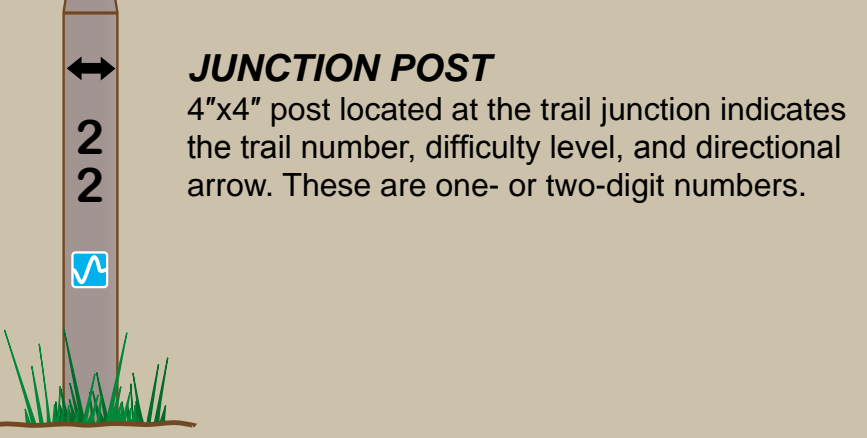 2
2
JUNCTION POST
4"x4" post located at the trail junction indicates
the trail number, difficulty level, and directional
arrow. These are one- or two-digit numbers.